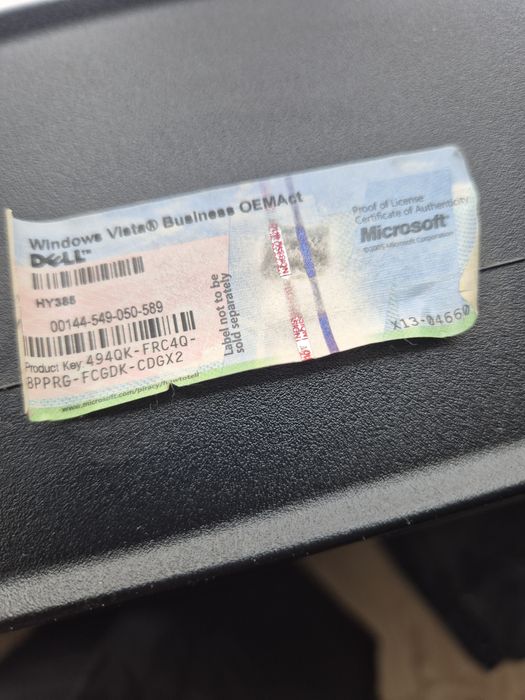 Windows Vista® Business OEMAct
DELL™
HY388
00144-549-050-589
Product Key: 494QK-FRC4Q-
8PPRG-FCGDK-CDGX2
www.microsoft.com/piracy/howtotell
Label not to be
sold separately
Proof of License
Certificate of Authenticity
Microsoft®
©2005 Microsoft Corporation
X13-04660